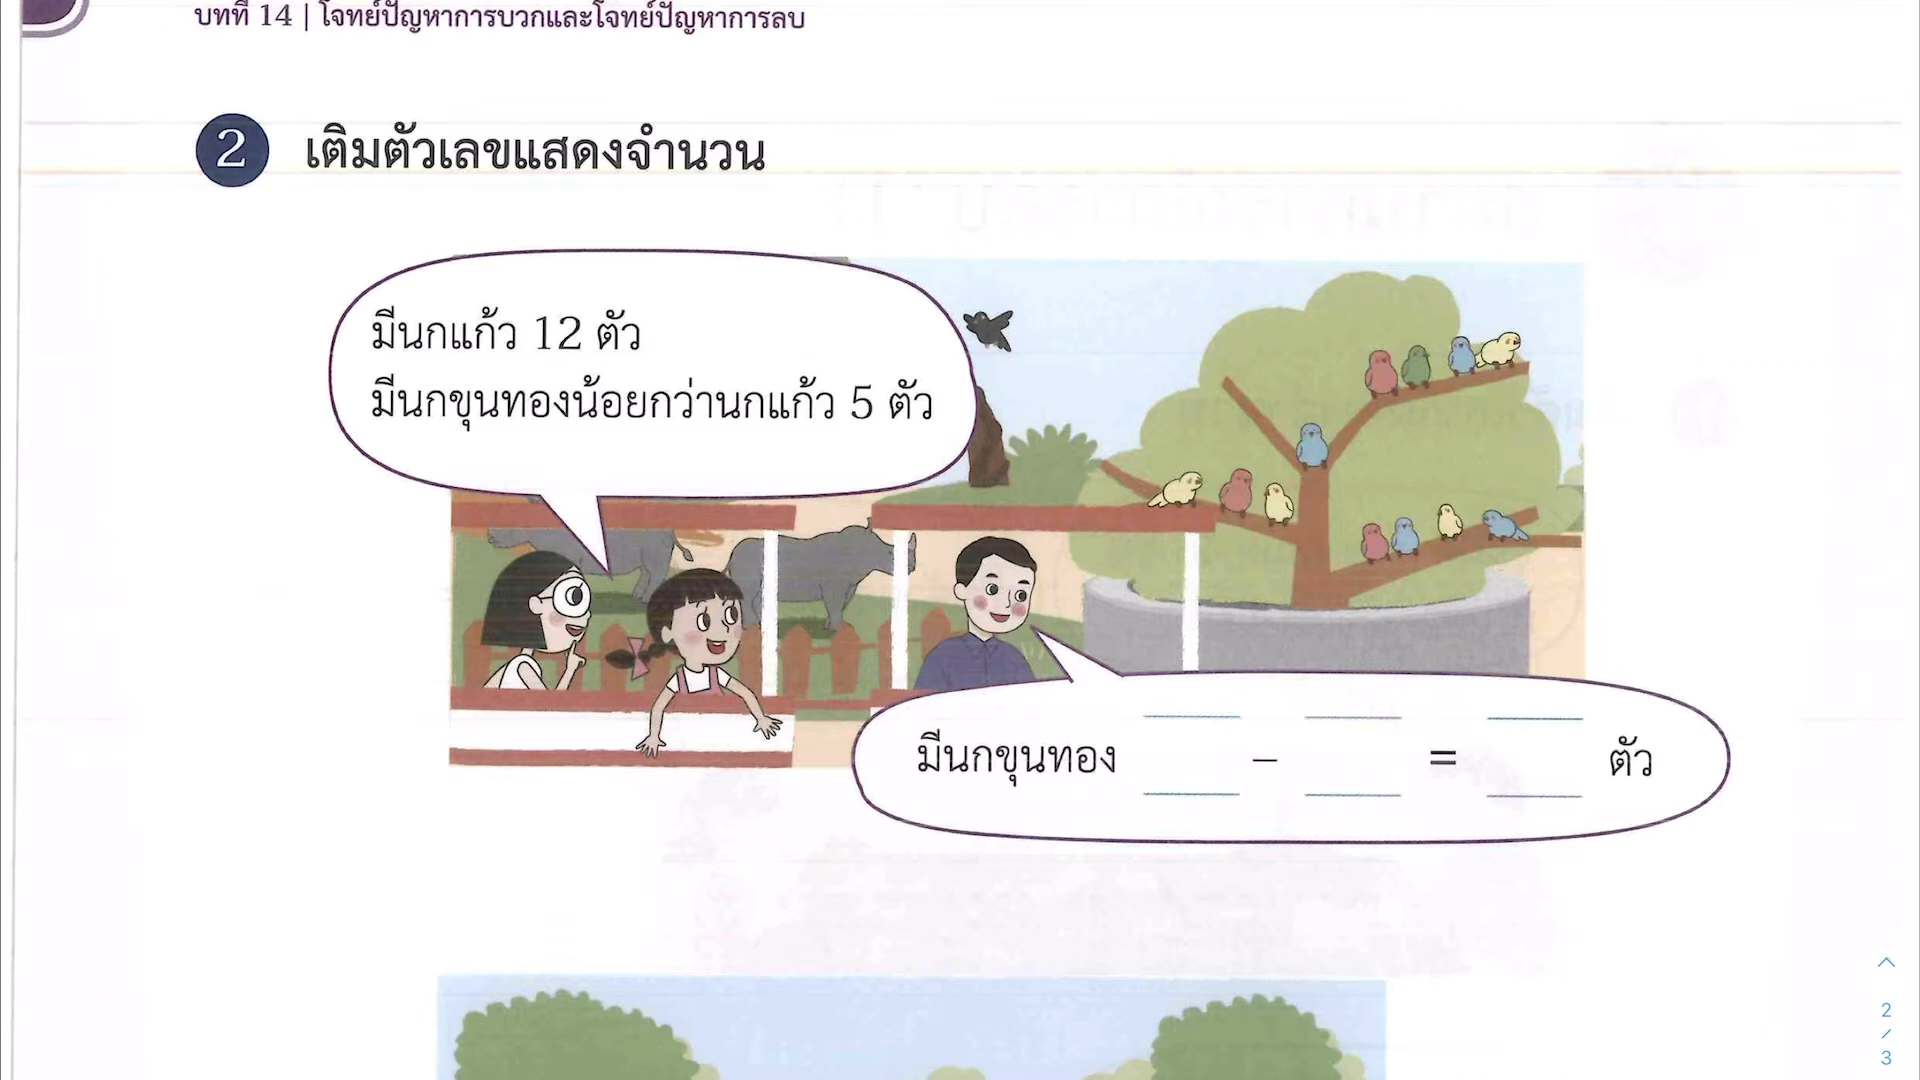 บทที่ 14 | โจทย์ปัญหาการบวกและโจทย์ปัญหาการลบ
2 เติมตัวเลขแสดงจำนวน
มีนกแก้ว 12 ตัว
มีนกขุนทองน้อยกว่านกแก้ว 5 ตัว
มีนกขุนทอง – = ตัว
2
/
3